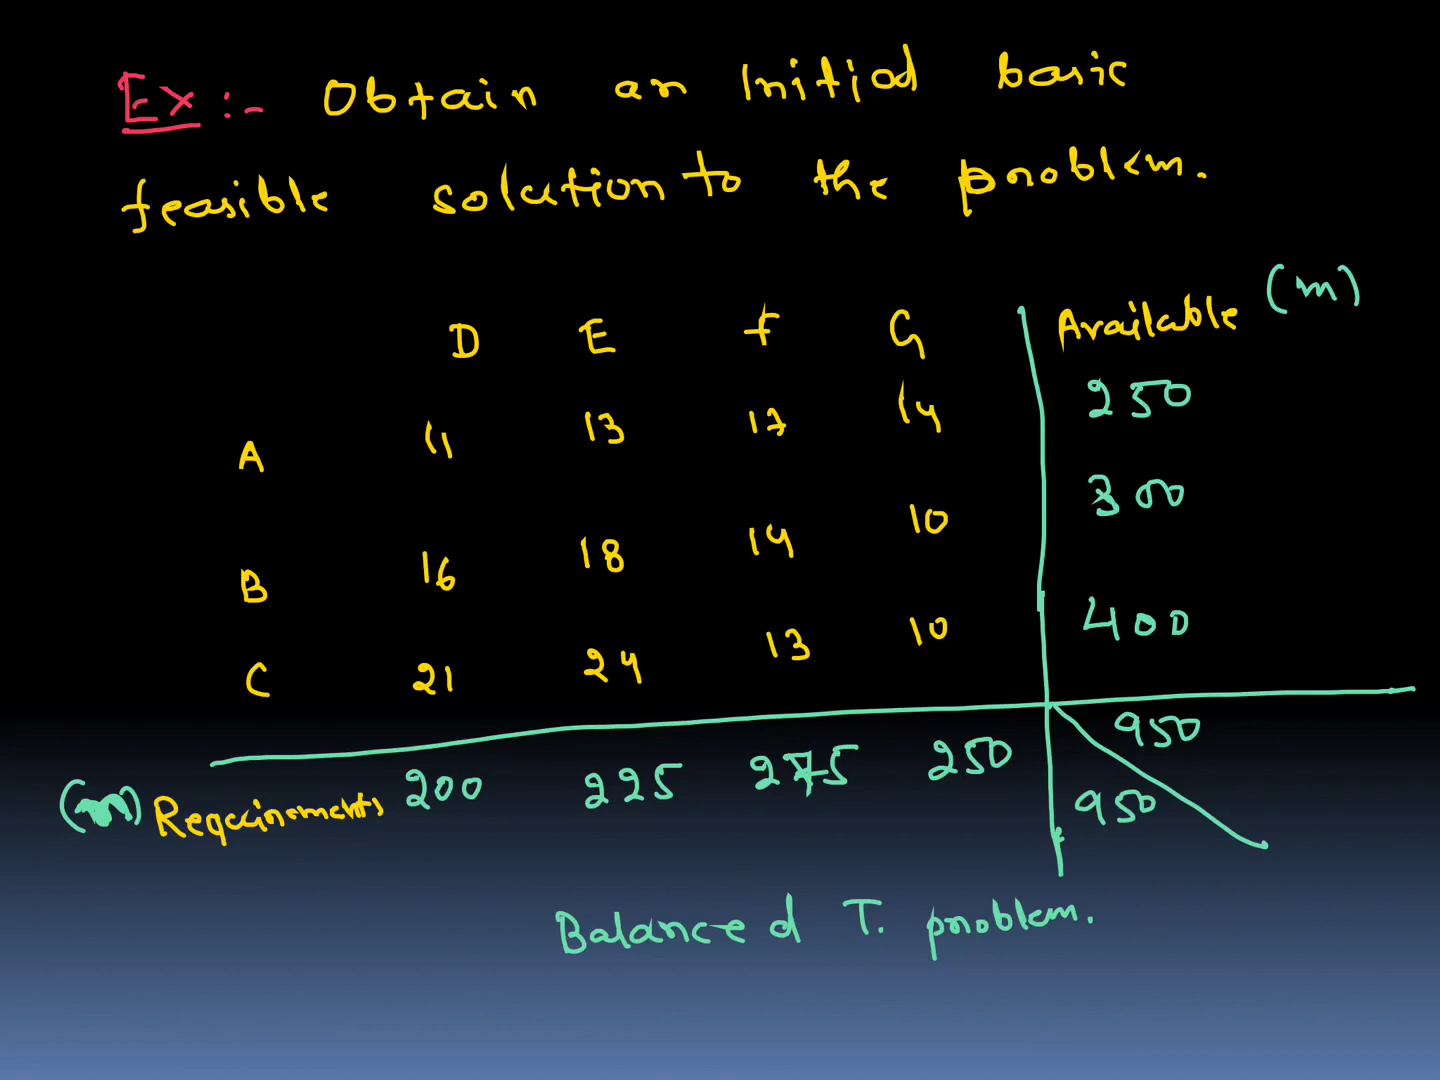 Ex :- Obtain an initial basic
feasible solution to the problem.
D E F G Available (m)
A 11 13 17 14 250
B 16 18 14 10 300
C 21 24 13 10 400
950
(m) Requirements 200 225 275 250 950
Balanced T. problem.